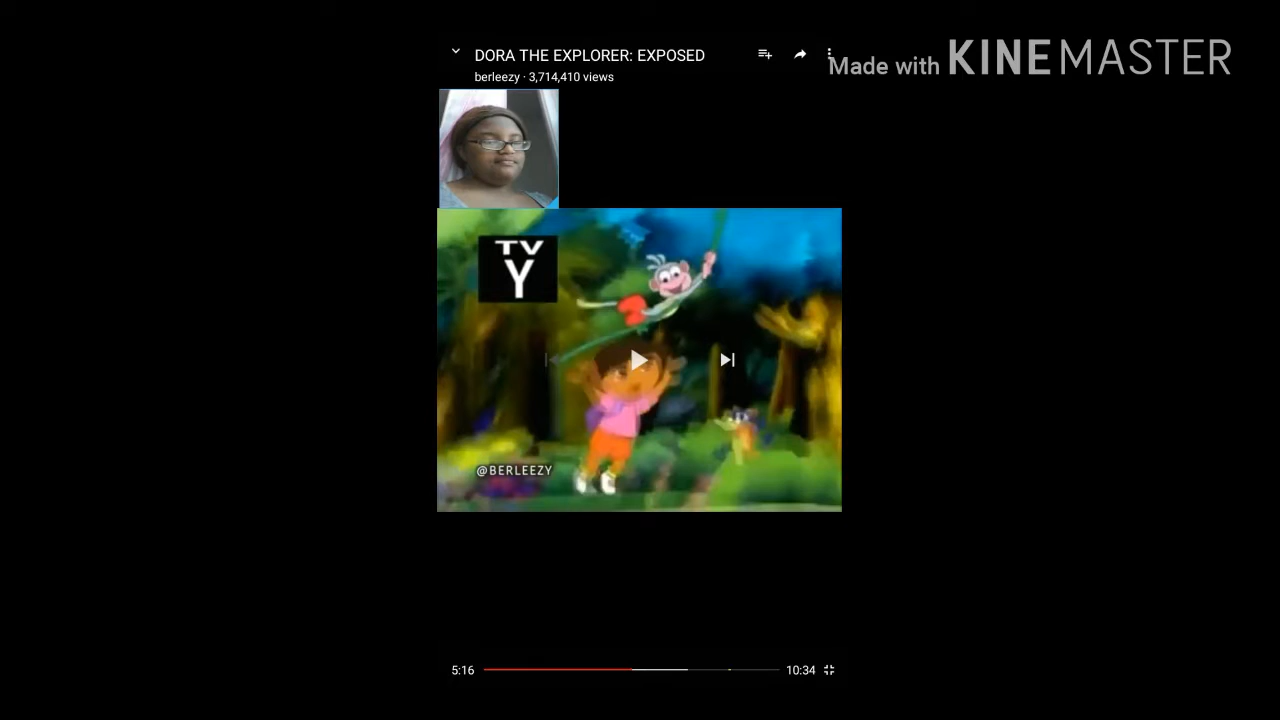 DORA THE EXPLORER: EXPOSED
Made with KINEMASTER
berleezy · 3,714,410 views
TV
Y
@BERLEEZY
5:16
10:34